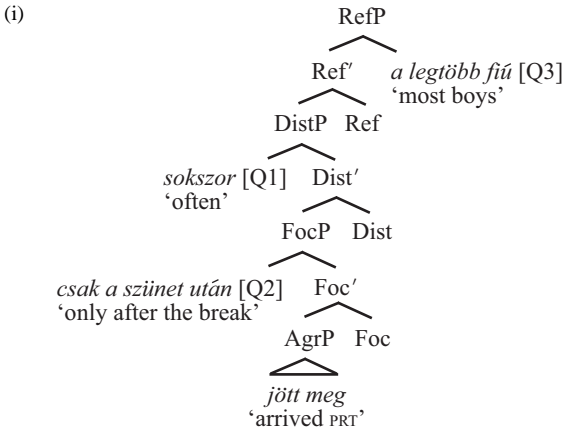 (i) RefP
Ref′ a legtöbb fiú [Q3]
‘most boys’
DistP Ref
sokszor [Q1] Dist′
‘often’
FocP Dist
csak a szünet után [Q2] Foc′
‘only after the break’
AgrP Foc
jött meg
‘arrived PRT’